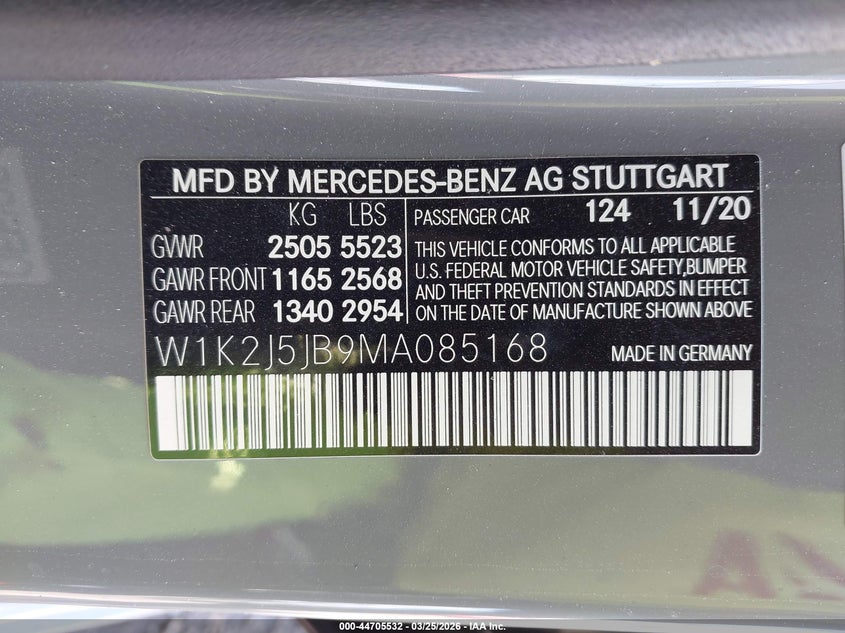 MFD BY MERCEDES-BENZ AG STUTTGART
KG LBS
GVWR 2505 5523
GAWR FRONT 1165 2568
GAWR REAR 1340 2954
PASSENGER CAR 124 11/20
THIS VEHICLE CONFORMS TO ALL APPLICABLE
U.S. FEDERAL MOTOR VEHICLE SAFETY,BUMPER
AND THEFT PREVENTION STANDARDS IN EFFECT
ON THE DATE OF MANUFACTURE SHOWN ABOVE
W1K2J5JB9MA085168
MADE IN GERMANY
000-44705532 - 03/25/2026 - IAA Inc.